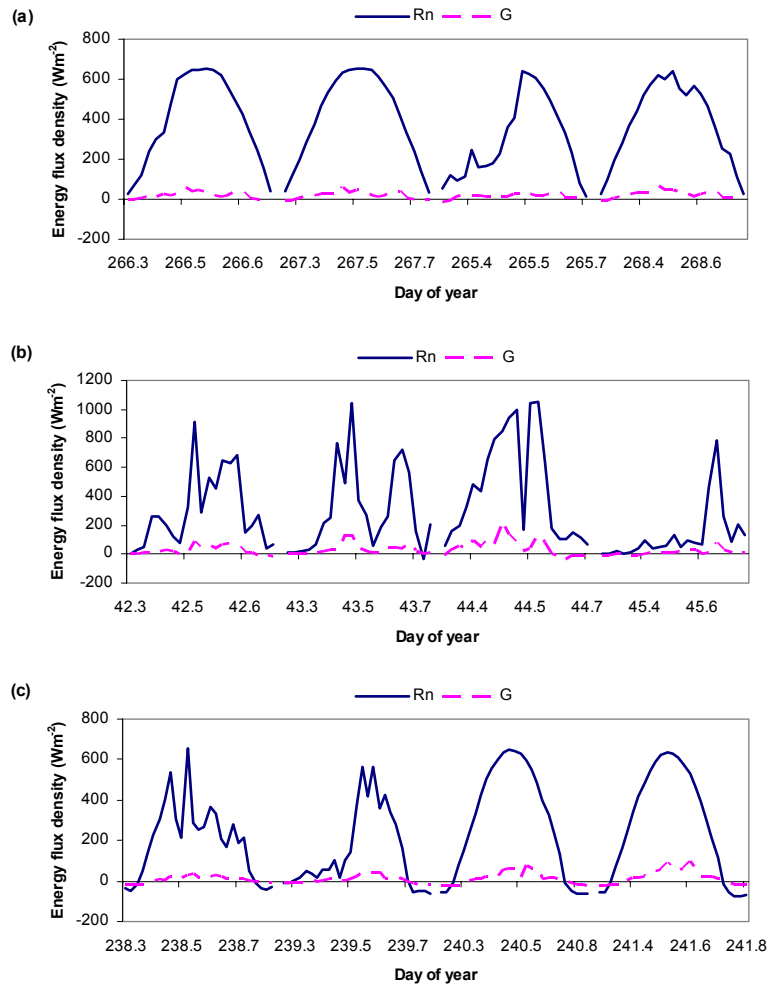 (a)
Rn G
800
600
400
200
0
-200
Energy flux density (Wm-2)
266.3 266.5 266.6 267.3 267.5 267.7 265.4 265.5 265.7 268.4 268.6
Day of year
(b)
Rn G
1200
1000
800
600
400
200
0
-200
Energy flux density (Wm-2)
42.3 42.5 42.6 43.3 43.5 43.7 44.4 44.5 44.7 45.4 45.6
Day of year
(c)
Rn G
800
600
400
200
0
-200
Energy flux density (Wm-2)
238.3 238.5 238.7 239.3 239.5 239.7 240.3 240.5 240.8 241.4 241.6 241.8
Day of year